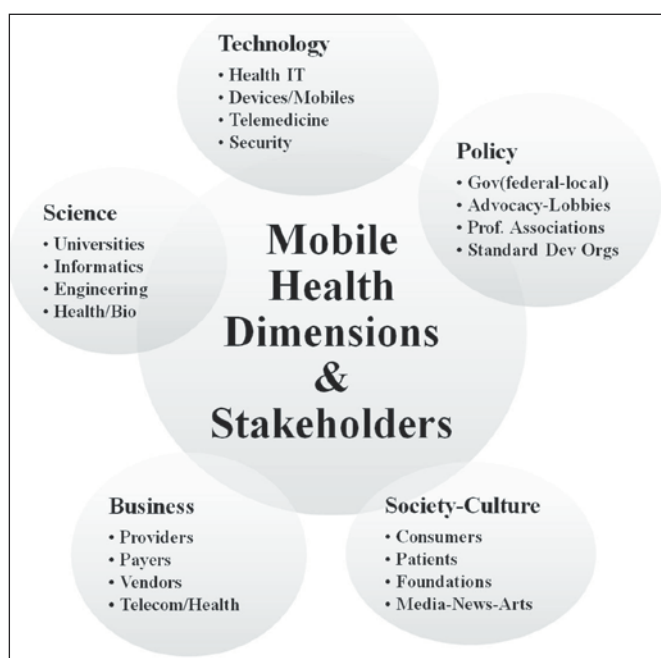 Technology
• Health IT
• Devices/Mobiles
• Telemedicine
• Security
Policy
• Gov(federal-local)
• Advocacy-Lobbies
• Prof. Associations
• Standard Dev Orgs
Science
• Universities
• Informatics
• Engineering
• Health/Bio
Mobile
Health
Dimensions
&
Stakeholders
Business
• Providers
• Payers
• Vendors
• Telecom/Health
Society-Culture
• Consumers
• Patients
• Foundations
• Media-News-Arts